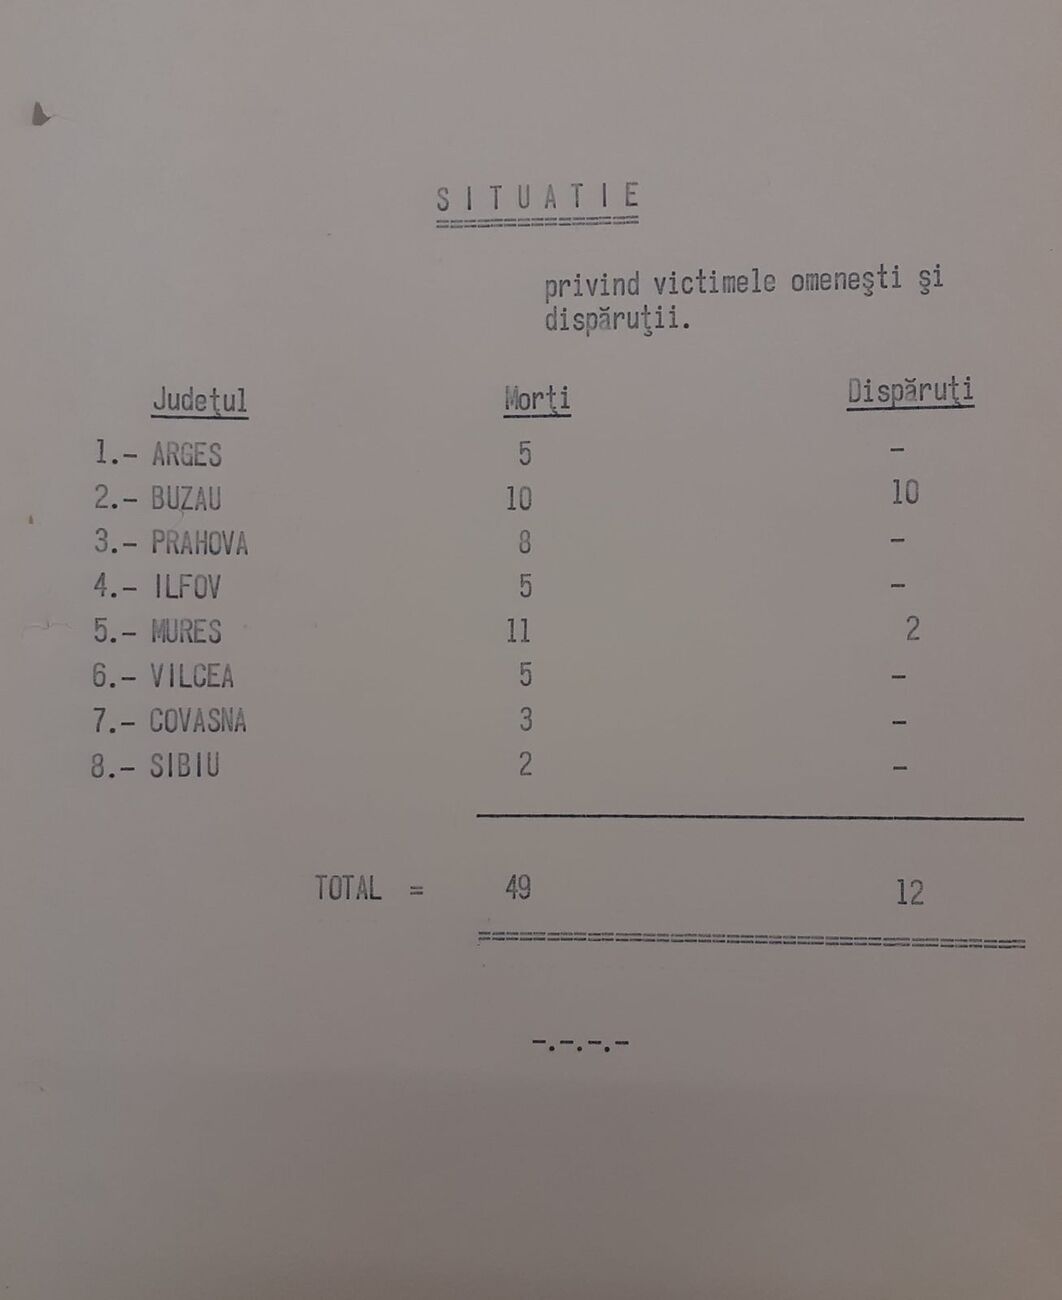 SITUATIE
privind victimele omeneşti şi
dispăruţii.
Judeţul Morţi Dispăruţi
1.- ARGES 5 -
2.- BUZAU 10 10
3.- PRAHOVA 8 -
4.- ILFOV 5 -
5.- MURES 11 2
6.- VILCEA 5 -
7.- COVASNA 3 -
8.- SIBIU 2 -
TOTAL = 49 12
-.-.-.-